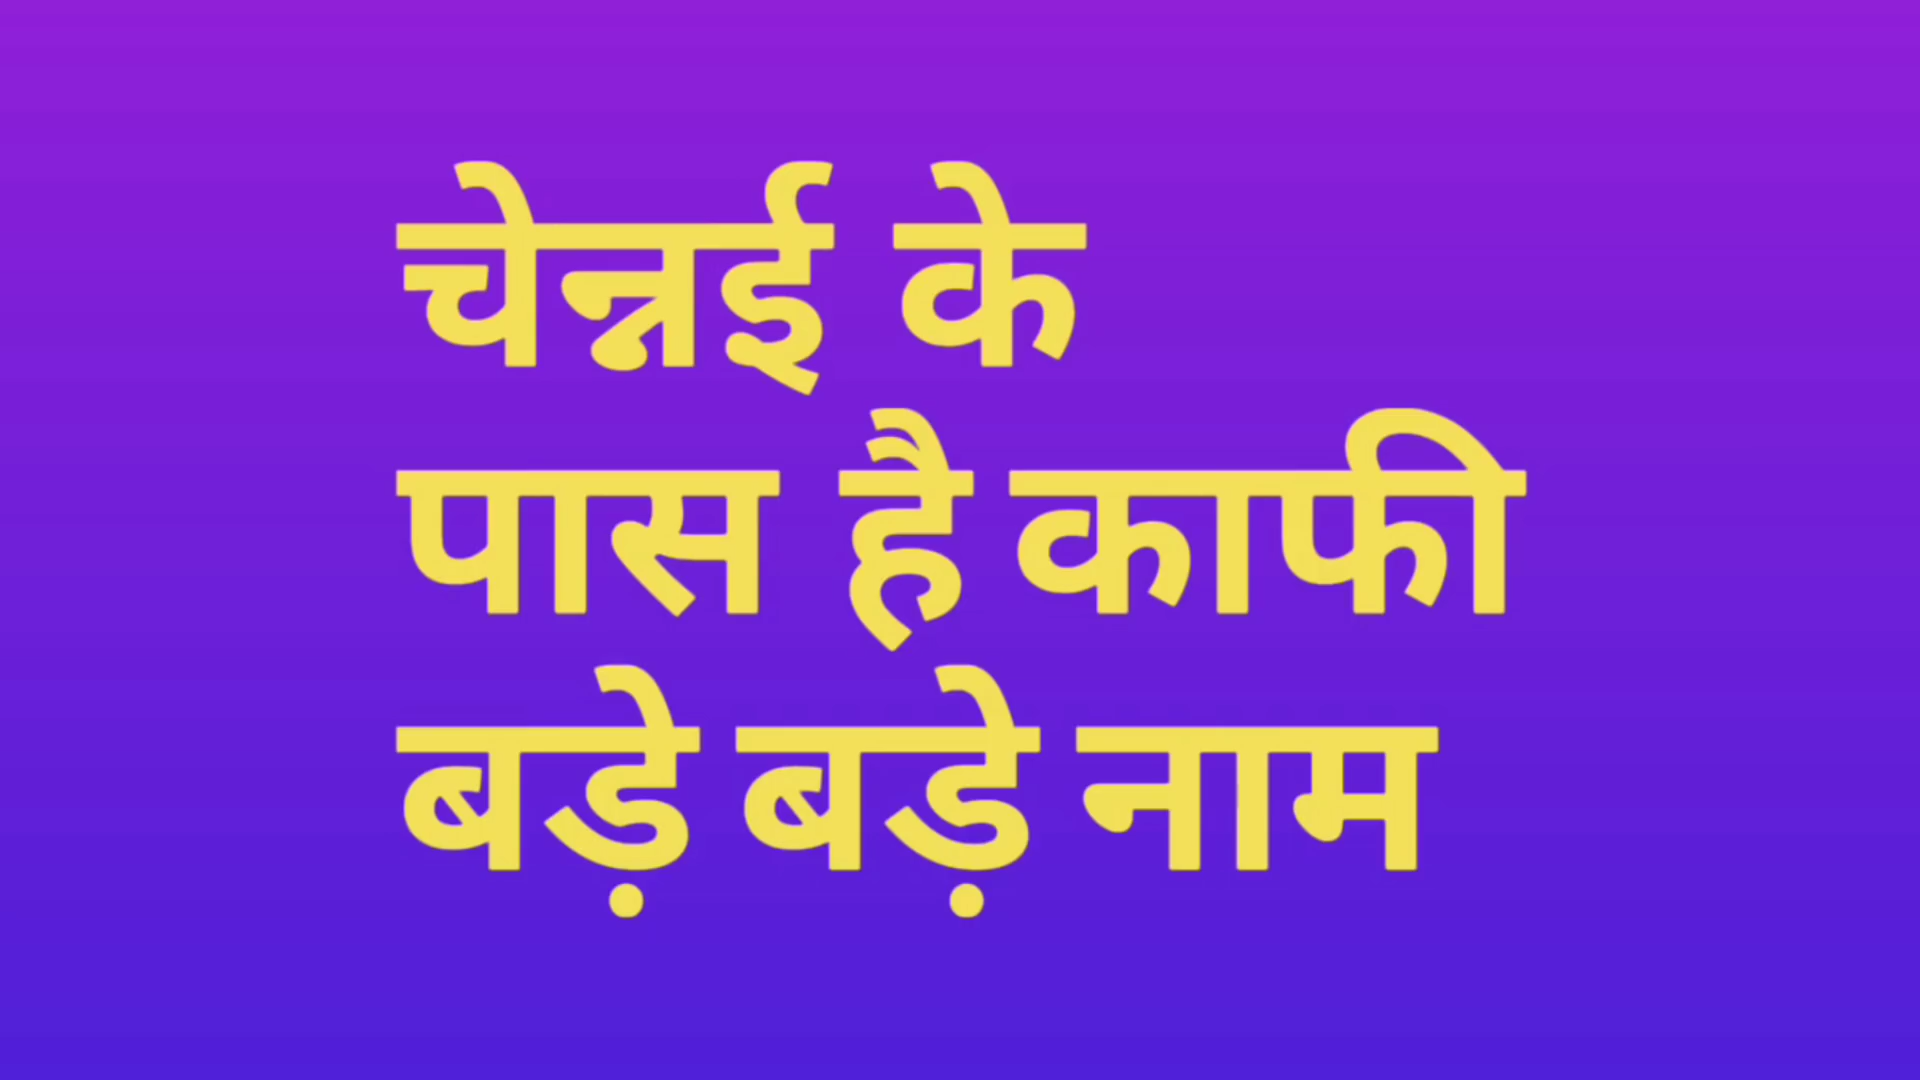 चेन्नई के
पास है काफी
बड़े बड़े नाम